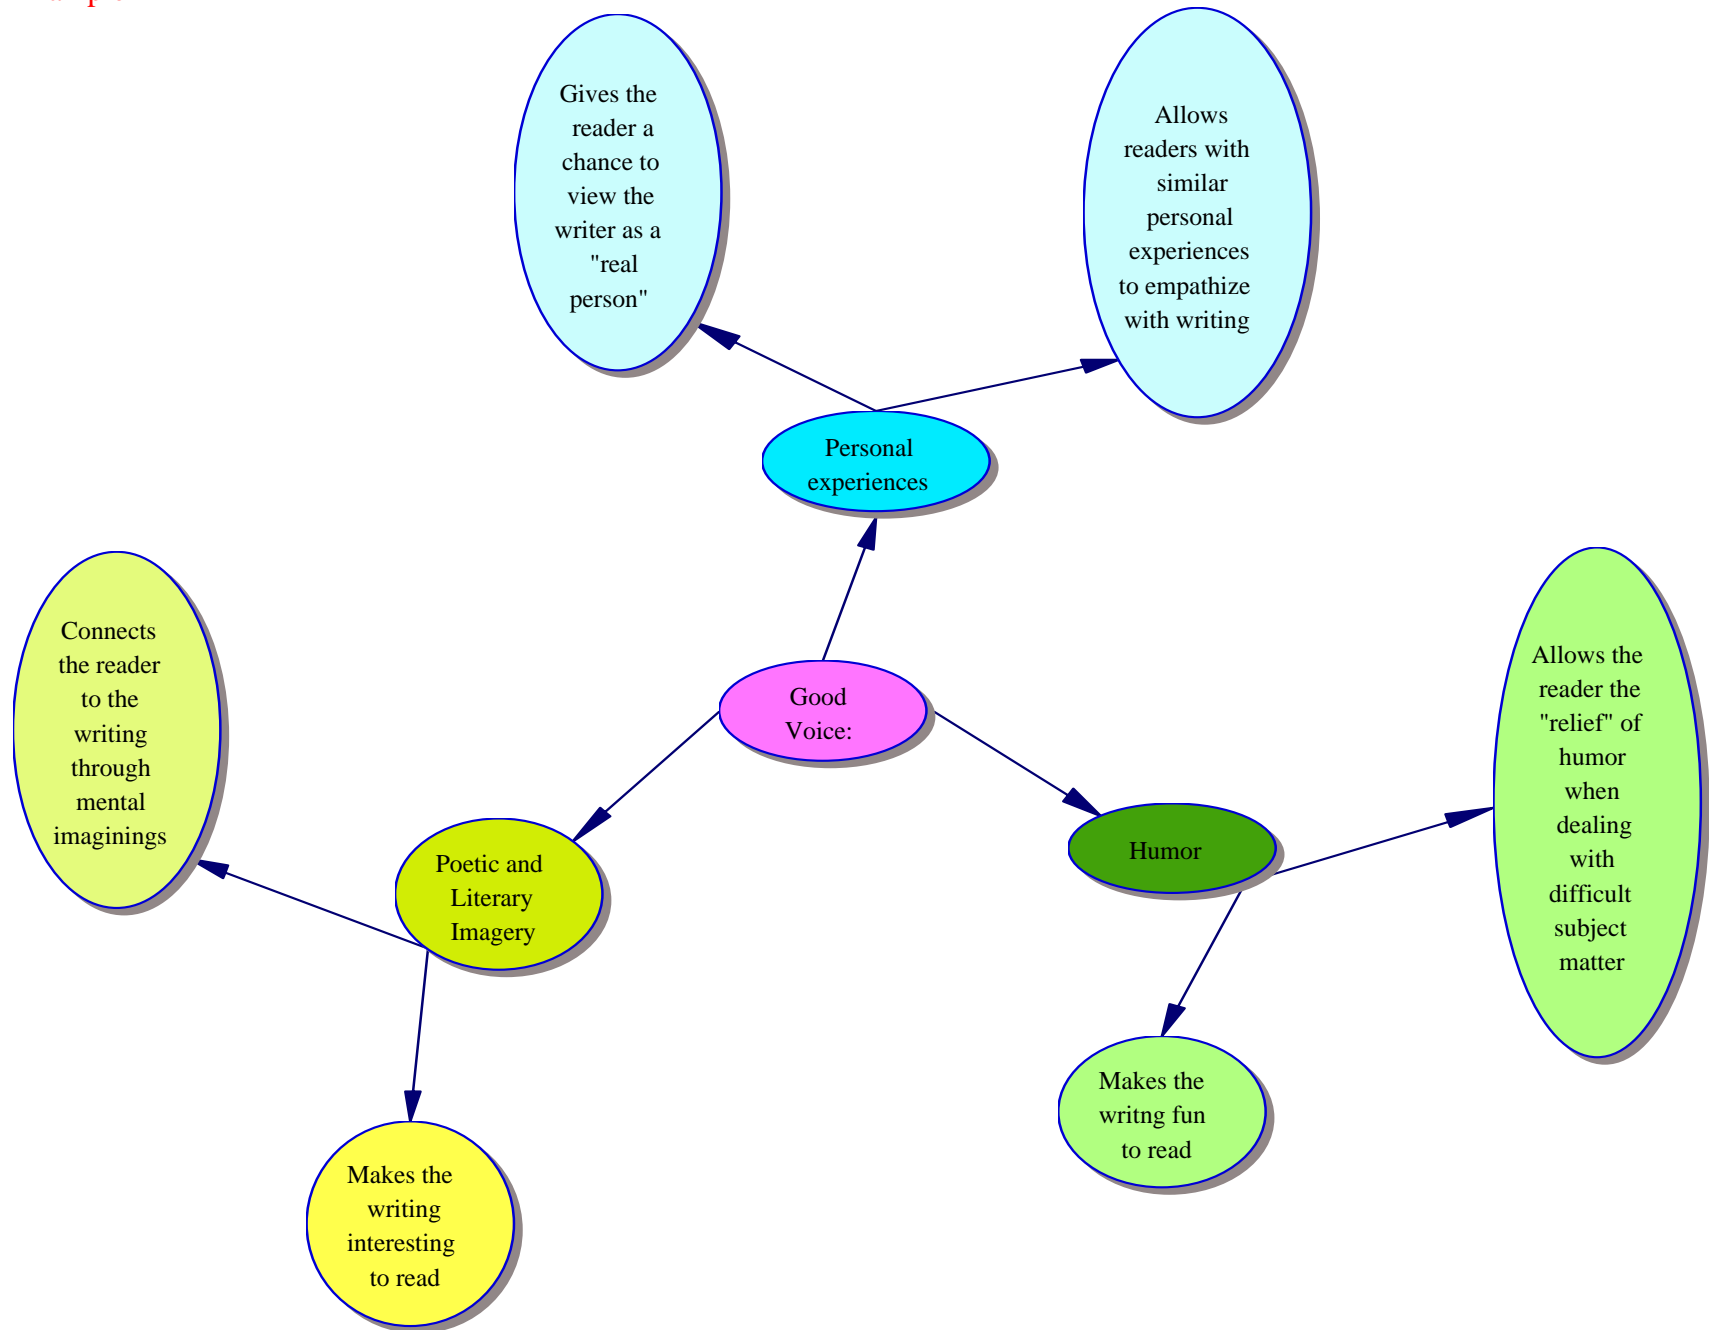 Gives the
reader a
chance to
view the
writer as a
"real
person"
Allows
readers with
similar
personal
experiences
to empathize
with writing
Personal
experiences
Good
Voice:
Connects
the reader
to the
writing
through
mental
imaginings
Poetic and
Literary
Imagery
Makes the
writing
interesting
to read
Humor
Allows the
reader the
"relief" of
humor
when
dealing
with
difficult
subject
matter
Makes the
writng fun
to read